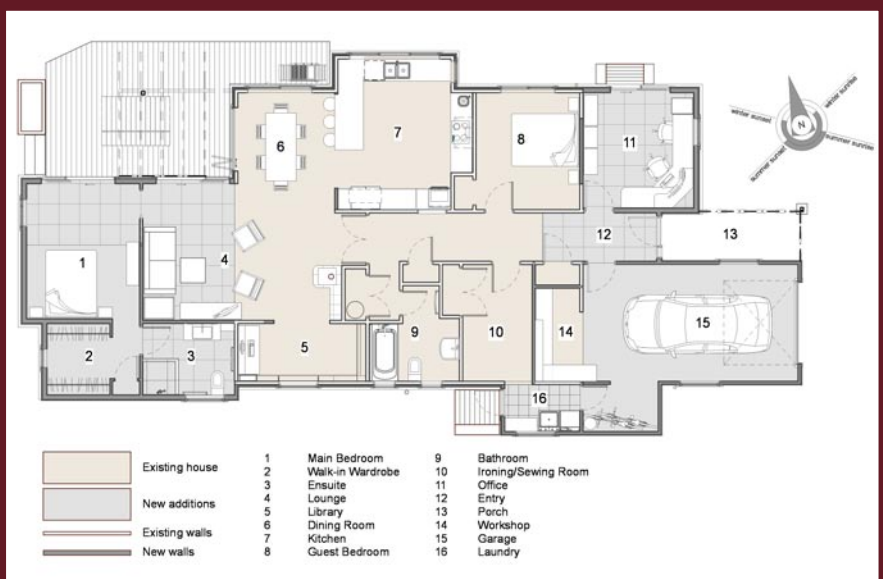 6
7
8
11
N
winter sunset
winter sunrise
summer sunset
summer sunrise
1
4
12
13
2
3
5
9
10
14
15
16
Existing house
New additions
Existing walls
New walls
1 Main Bedroom
2 Walk-in Wardrobe
3 Ensuite
4 Lounge
5 Library
6 Dining Room
7 Kitchen
8 Guest Bedroom
9 Bathroom
10 Ironing/Sewing Room
11 Office
12 Entry
13 Porch
14 Workshop
15 Garage
16 Laundry